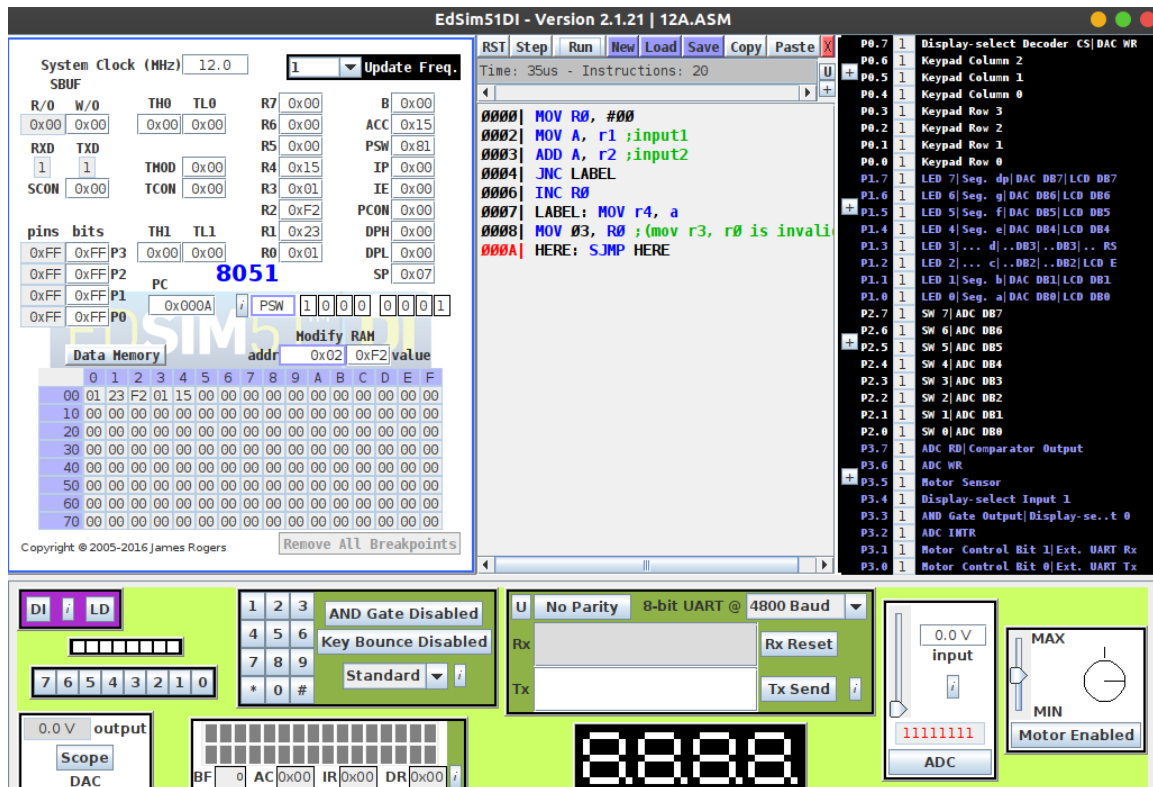 EdSim51DI - Version 2.1.21 | 12A.ASM
System Clock (MHz) 12.0 1 Update Freq.
SBUF
R/O W/O TH0 TL0 R7 0x00 B 0x00
0x00 0x00 0x00 0x00 R6 0x00 ACC 0x15
RXD TXD R5 0x00 PSW 0x81
1 1 TMOD 0x00 R4 0x15 IP 0x00
SCON 0x00 TCON 0x00 R3 0x01 IE 0x00
R2 0xF2 PCON 0x00
pins bits TH1 TL1 R1 0x23 DPH 0x00
0xFF 0xFF P3 0x00 0x00 R0 0x01 DPL 0x00
0xFF 0xFF P2 8051 SP 0x07
0xFF 0xFF P1 PC
0x000A i PSW 1 0 0 0 0 0 0 1
0xFF 0xFF P0
EDSIM51DI
Modify RAM
Data Memory addr 0x02 0xF2 value
0 1 2 3 4 5 6 7 8 9 A B C D E F
00 01 23 F2 01 15 00 00 00 00 00 00 00 00 00 00 00
10 00 00 00 00 00 00 00 00 00 00 00 00 00 00 00 00
20 00 00 00 00 00 00 00 00 00 00 00 00 00 00 00 00
30 00 00 00 00 00 00 00 00 00 00 00 00 00 00 00 00
40 00 00 00 00 00 00 00 00 00 00 00 00 00 00 00 00
50 00 00 00 00 00 00 00 00 00 00 00 00 00 00 00 00
60 00 00 00 00 00 00 00 00 00 00 00 00 00 00 00 00
70 00 00 00 00 00 00 00 00 00 00 00 00 00 00 00 00
Copyright © 2005-2016 James Rogers Remove All Breakpoints
RST Step Run New Load Save Copy Paste X
Time: 35us - Instructions: 20 U
+
0000| MOV R0, #00
0002| MOV A, r1 ;input1
0003| ADD A, r2 ;input2
0004| JNC LABEL
0006| INC R0
0007| LABEL: MOV r4, a
0008| MOV 03, R0 ;(mov r3, r0 is invali
000A| HERE: SJMP HERE
P0.7 1 Display-select Decoder CS|DAC WR
P0.6 1 Keypad Column 2
+ P0.5 1 Keypad Column 1
P0.4 1 Keypad Column 0
P0.3 1 Keypad Row 3
P0.2 1 Keypad Row 2
P0.1 1 Keypad Row 1
P0.0 1 Keypad Row 0
P1.7 1 LED 7|Seg. dp|DAC DB7|LCD DB7
P1.6 1 LED 6|Seg. g|DAC DB6|LCD DB6
+ P1.5 1 LED 5|Seg. f|DAC DB5|LCD DB5
P1.4 1 LED 4|Seg. e|DAC DB4|LCD DB4
P1.3 1 LED 3|... d|..DB3|..DB3|.. RS
P1.2 1 LED 2|... c|..DB2|..DB2|LCD E
P1.1 1 LED 1|Seg. b|DAC DB1|LCD DB1
P1.0 1 LED 0|Seg. a|DAC DB0|LCD DB0
P2.7 1 SW 7|ADC DB7
P2.6 1 SW 6|ADC DB6
+ P2.5 1 SW 5|ADC DB5
P2.4 1 SW 4|ADC DB4
P2.3 1 SW 3|ADC DB3
P2.2 1 SW 2|ADC DB2
P2.1 1 SW 1|ADC DB1
P2.0 1 SW 0|ADC DB0
P3.7 1 ADC RD|Comparator Output
P3.6 1 ADC WR
+ P3.5 1 Motor Sensor
P3.4 1 Display-select Input 1
P3.3 1 AND Gate Output|Display-se..t 0
P3.2 1 ADC INTR
P3.1 1 Motor Control Bit 1|Ext. UART Rx
P3.0 1 Motor Control Bit 0|Ext. UART Tx
DI i LD
7 6 5 4 3 2 1 0
0.0 V output
Scope
DAC
1 2 3
4 5 6
7 8 9
* 0 #
AND Gate Disabled
Key Bounce Disabled
Standard i
BF 0 AC 0x00 IR 0x00 DR 0x00 i
U No Parity 8-bit UART @ 4800 Baud
Rx Rx Reset
Tx Tx Send i
8.8.8.8.
0.0 V
input
i
11111111
ADC
MAX
MIN
Motor Enabled